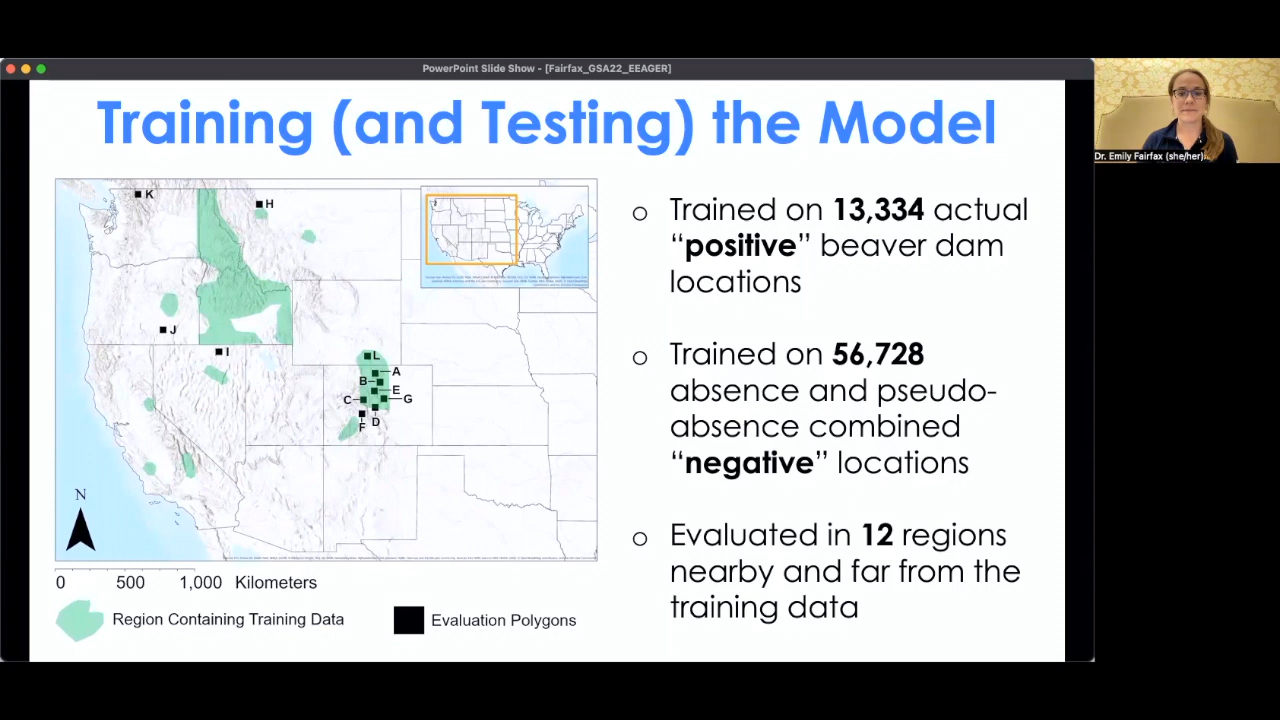 PowerPoint Slide Show - [Fairfax_GSA22_EEAGER]
Training (and Testing) the Model
Dr. Emily Fairfax (she/her)
K
H
J
I
L
A
B
E
C
G
D
F
N
0 500 1,000 Kilometers
Region Containing Training Data
Evaluation Polygons
o Trained on 13,334 actual
“positive” beaver dam
locations
o Trained on 56,728
absence and pseudo-
absence combined
“negative” locations
o Evaluated in 12 regions
nearby and far from the
training data